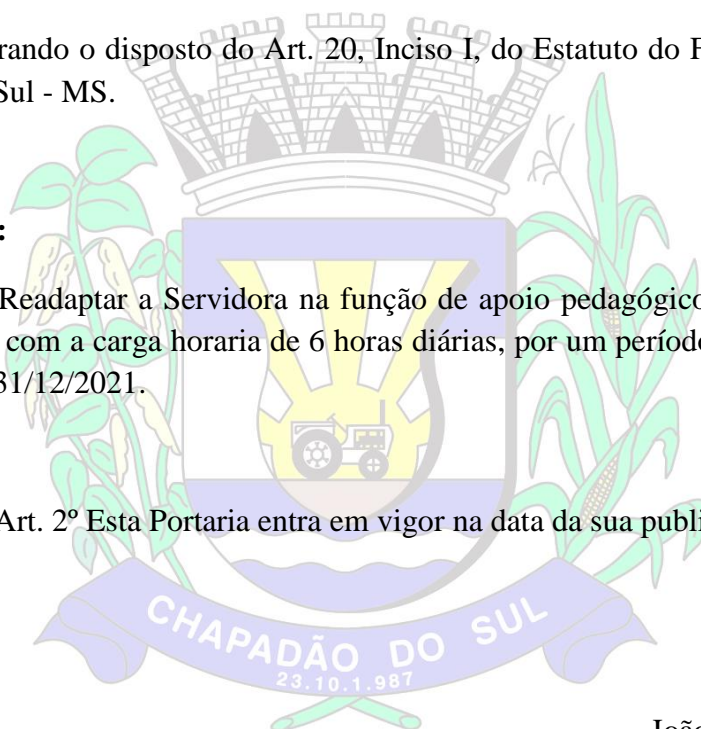 rando o disposto do Art. 20, Inciso I, do Estatuto do F
Sul - MS.
:
Readaptar a Servidora na função de apoio pedagógico
com a carga horaria de 6 horas diárias, por um período
31/12/2021.
Art. 2º Esta Portaria entra em vigor na data da sua publi
CHAPADÃO DO SUL
23.10.1.987
João